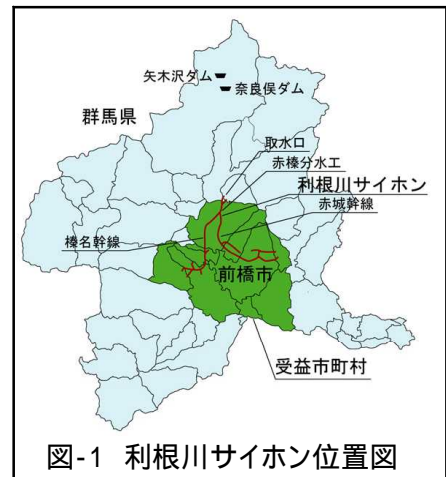 矢木沢ダム
奈良俣ダム
群馬県
取水口
赤榛分水工
利根川サイホン
赤城幹線
榛名幹線
前橋市
受益市町村
図-1 利根川サイホン位置図